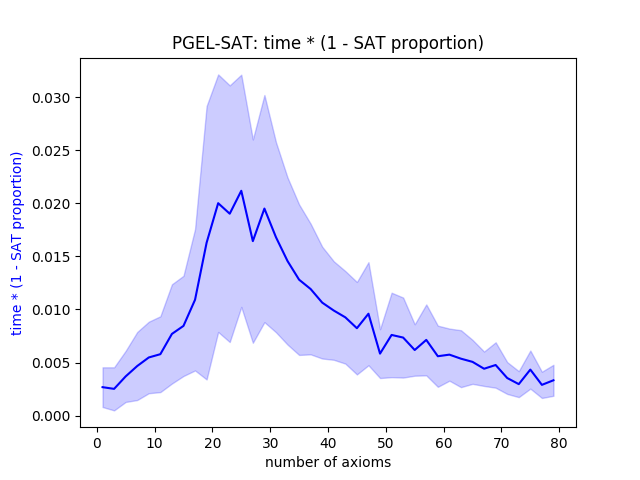 PGEL-SAT: time * (1 - SAT proportion)
time * (1 - SAT proportion)
0.030
0.025
0.020
0.015
0.010
0.005
0.000
0 10 20 30 40 50 60 70 80
number of axioms